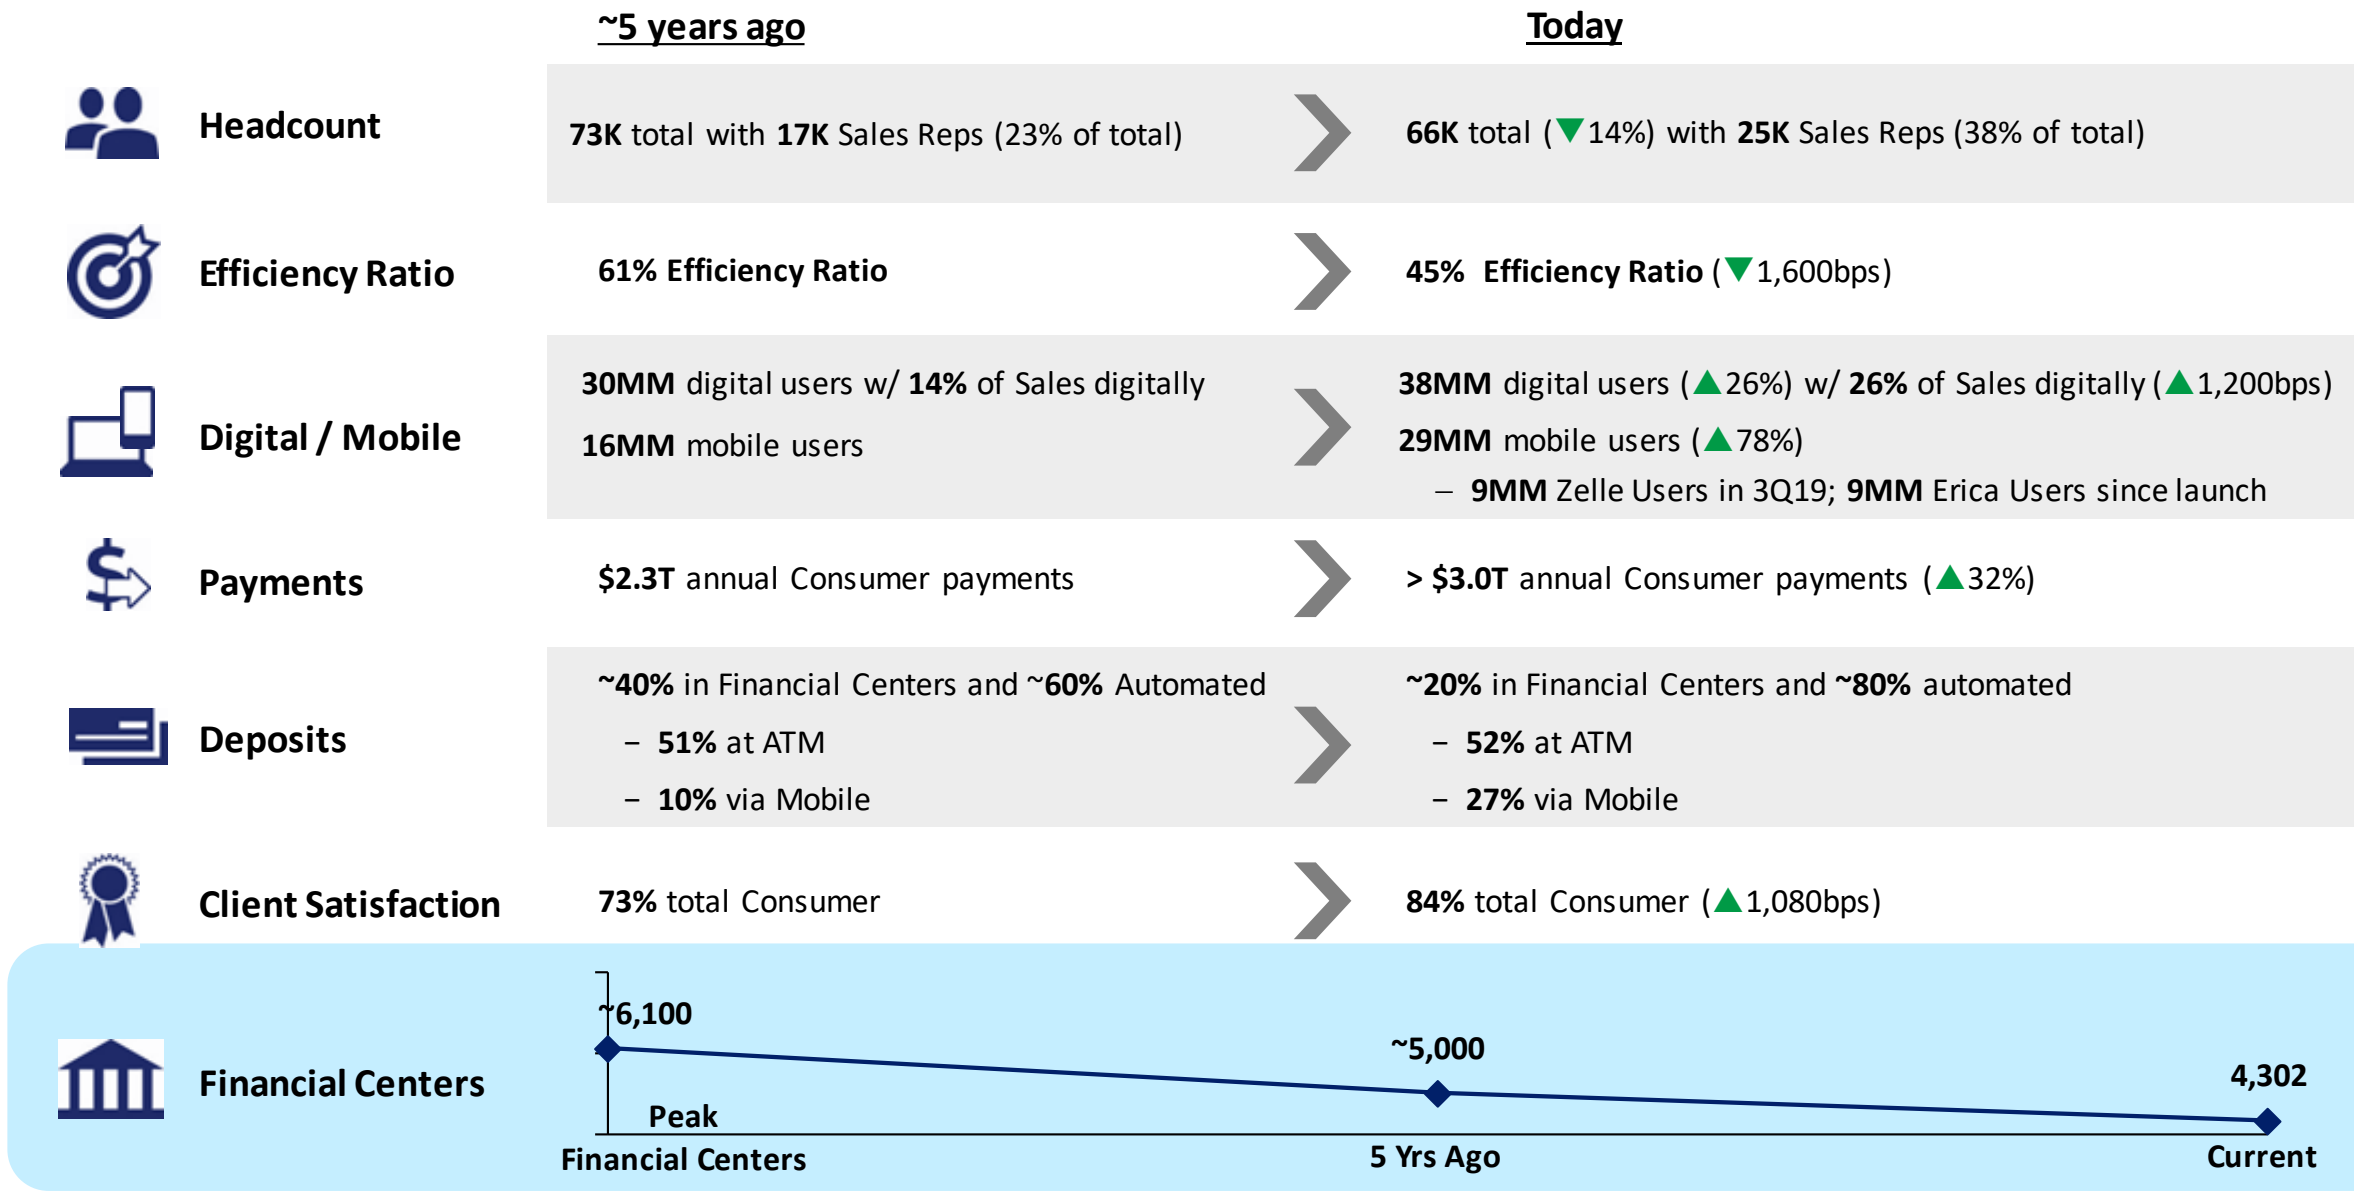 ~5 years ago
Today
Headcount
73K total with 17K Sales Reps (23% of total)
66K total (▼14%) with 25K Sales Reps (38% of total)
Efficiency Ratio
61% Efficiency Ratio
45% Efficiency Ratio (▼1,600bps)
Digital / Mobile
30MM digital users w/ 14% of Sales digitally
16MM mobile users
38MM digital users (▲26%) w/ 26% of Sales digitally (▲1,200bps)
29MM mobile users (▲78%)
– 9MM Zelle Users in 3Q19; 9MM Erica Users since launch
Payments
$2.3T annual Consumer payments
> $3.0T annual Consumer payments (▲32%)
Deposits
~40% in Financial Centers and ~60% Automated
– 51% at ATM
– 10% via Mobile
~20% in Financial Centers and ~80% automated
– 52% at ATM
– 27% via Mobile
Client Satisfaction
73% total Consumer
84% total Consumer (▲1,080bps)
Financial Centers
~6,100
~5,000
4,302
Peak
Financial Centers
5 Yrs Ago
Current